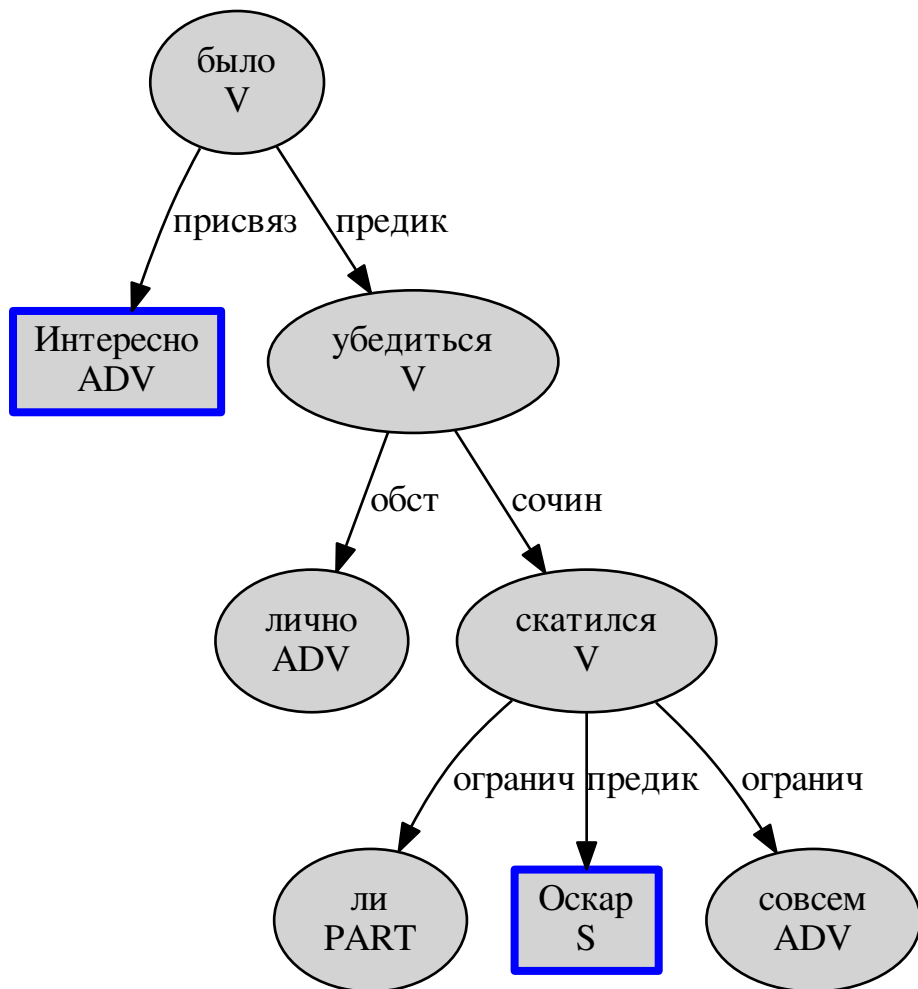 было
V
присвяз
предик
Интересно
ADV
убедиться
V
обст
сочин
лично
ADV
скатился
V
огранич
предик
огранич
ли
PART
Оскар
S
совсем
ADV